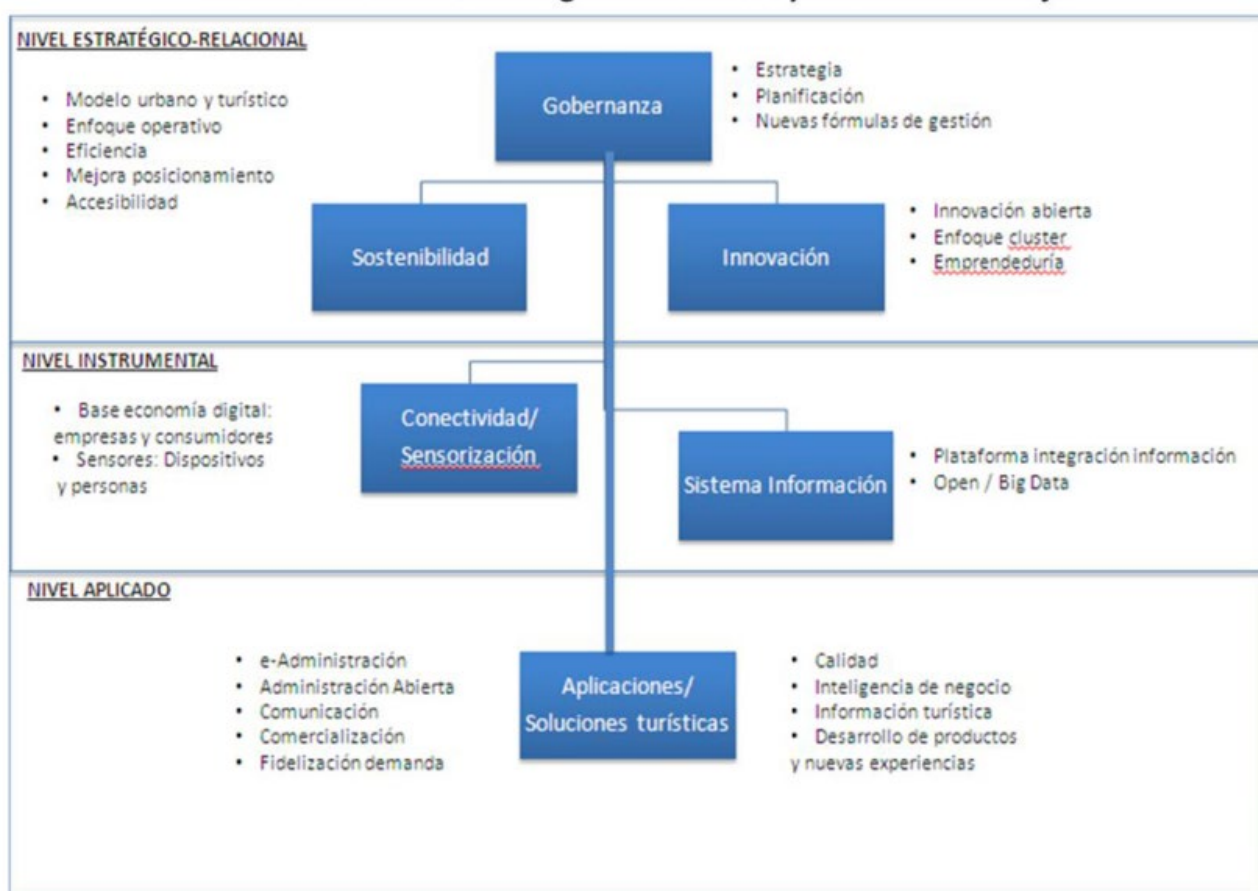 NIVEL ESTRATÉGICO-RELACIONAL
• Modelo urbano y turístico
• Enfoque operativo
• Eficiencia
• Mejora posicionamiento
• Accesibilidad
Gobernanza
• Estrategia
• Planificación
• Nuevas fórmulas de gestión
Sostenibilidad
Innovación
• Innovación abierta
• Enfoque cluster
• Emprendeduría
NIVEL INSTRUMENTAL
• Base economía digital:
empresas y consumidores
• Sensores: Dispositivos
y personas
Conectividad/
Sensorización
Sistema Información
• Plataforma integración información
• Open / Big Data
NIVEL APLICADO
• e-Administración
• Administración Abierta
• Comunicación
• Comercialización
• Fidelización demanda
Aplicaciones/
Soluciones turísticas
• Calidad
• Inteligencia de negocio
• Información turística
• Desarrollo de productos
y nuevas experiencias